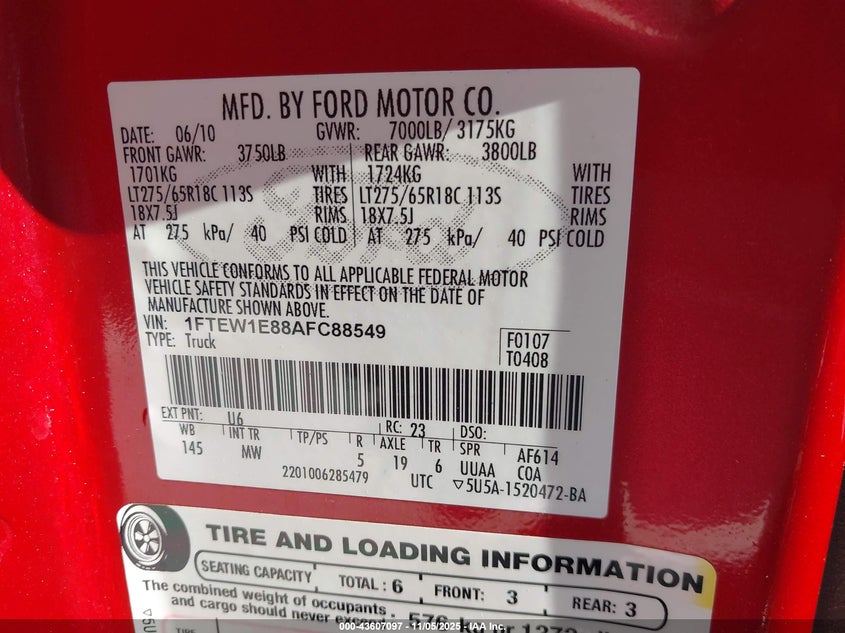 MFD. BY FORD MOTOR CO.
DATE: 06/10 GVWR: 7000LB/ 3175KG
FRONT GAWR: 3750LB REAR GAWR: 3800LB
1701KG WITH 1724KG WITH
LT275/65R18C 113S TIRES LT275/65R18C 113S TIRES
18X7.5J RIMS 18X7.5J RIMS
AT 275 kPa/ 40 PSI COLD AT 275 kPa/ 40 PSI COLD
Ford
THIS VEHICLE CONFORMS TO ALL APPLICABLE FEDERAL MOTOR
VEHICLE SAFETY STANDARDS IN EFFECT ON THE DATE OF
MANUFACTURE SHOWN ABOVE.
VIN: 1FTEW1E88AFC88549
TYPE: Truck
F0107
T0408
EXT PNT: U6 RC: 23 DSO:
WB INT TR TP/PS R AXLE TR SPR AF614
145 MW 5 19 6 UUAA COA
2201006285479 UTC ▽5U5A-1520472-BA
TIRE AND LOADING INFORMATION
SEATING CAPACITY TOTAL : 6 FRONT: 3 REAR: 3
The combined weight of occupants
and cargo should never
▽5U
TIRE
000-43607097 - 11/05/2025 - Copyright IAA, Inc.